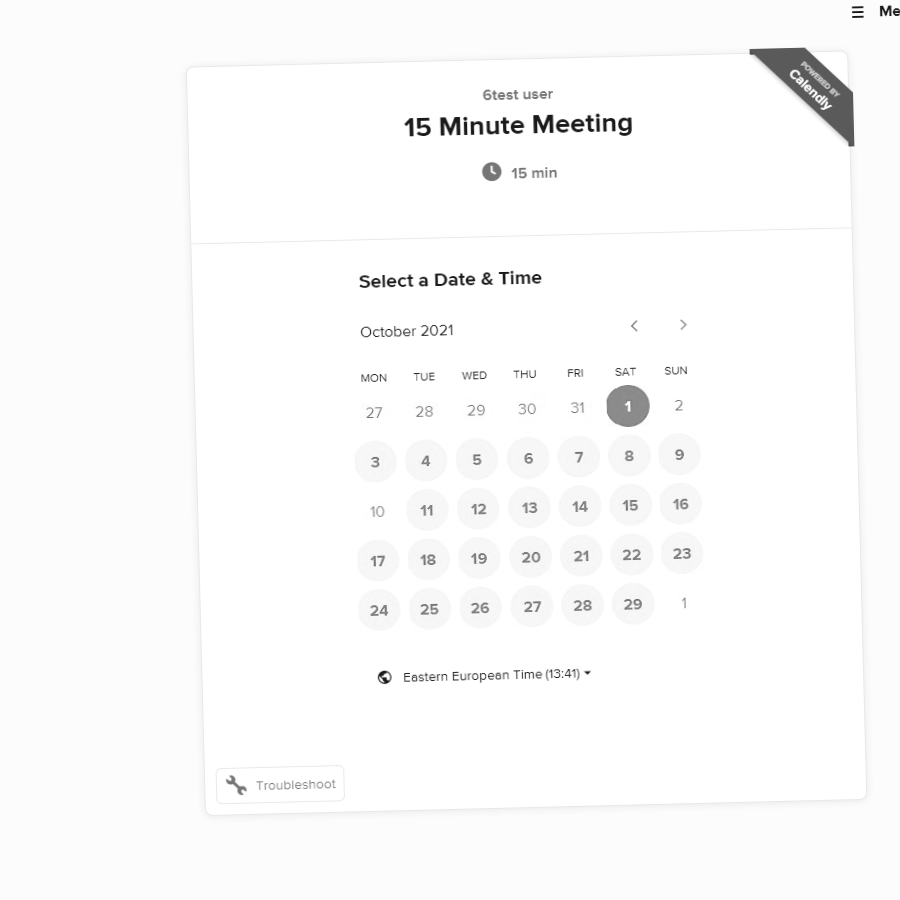 ☰ Me
POWERED BY
Calendly
6test user
15 Minute Meeting
15 min
Select a Date & Time
October 2021
MON TUE WED THU FRI SAT SUN
27 28 29 30 31 1 2
3 4 5 6 7 8 9
10 11 12 13 14 15 16
17 18 19 20 21 22 23
24 25 26 27 28 29 1
Eastern European Time (13:41)
Troubleshoot